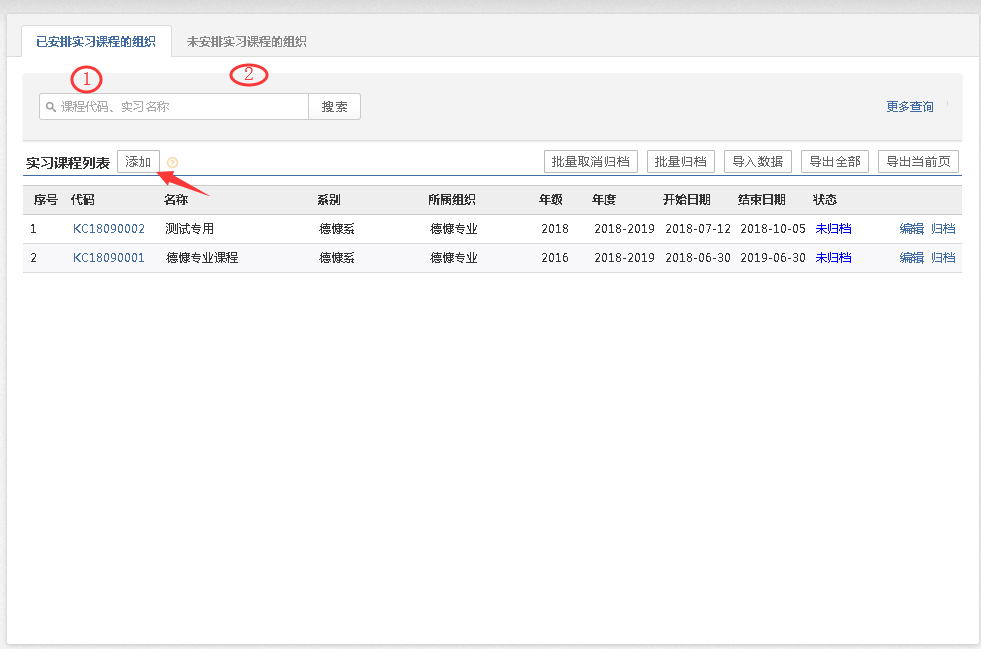 已安排实习课程的组织 未安排实习课程的组织
1 2
课程代码、实习名称 搜索 更多查询
实习课程列表 添加 ? 批量取消归档 批量归档 导入数据 导出全部 导出当前页
序号 代码 名称 系别 所属组织 年级 年度 开始日期 结束日期 状态
1 KC18090002 测试专用 德慷系 德慷专业 2018 2018-2019 2018-07-12 2018-10-05 未归档 编辑 归档
2 KC18090001 德慷专业课程 德慷系 德慷专业 2016 2018-2019 2018-06-30 2019-06-30 未归档 编辑 归档